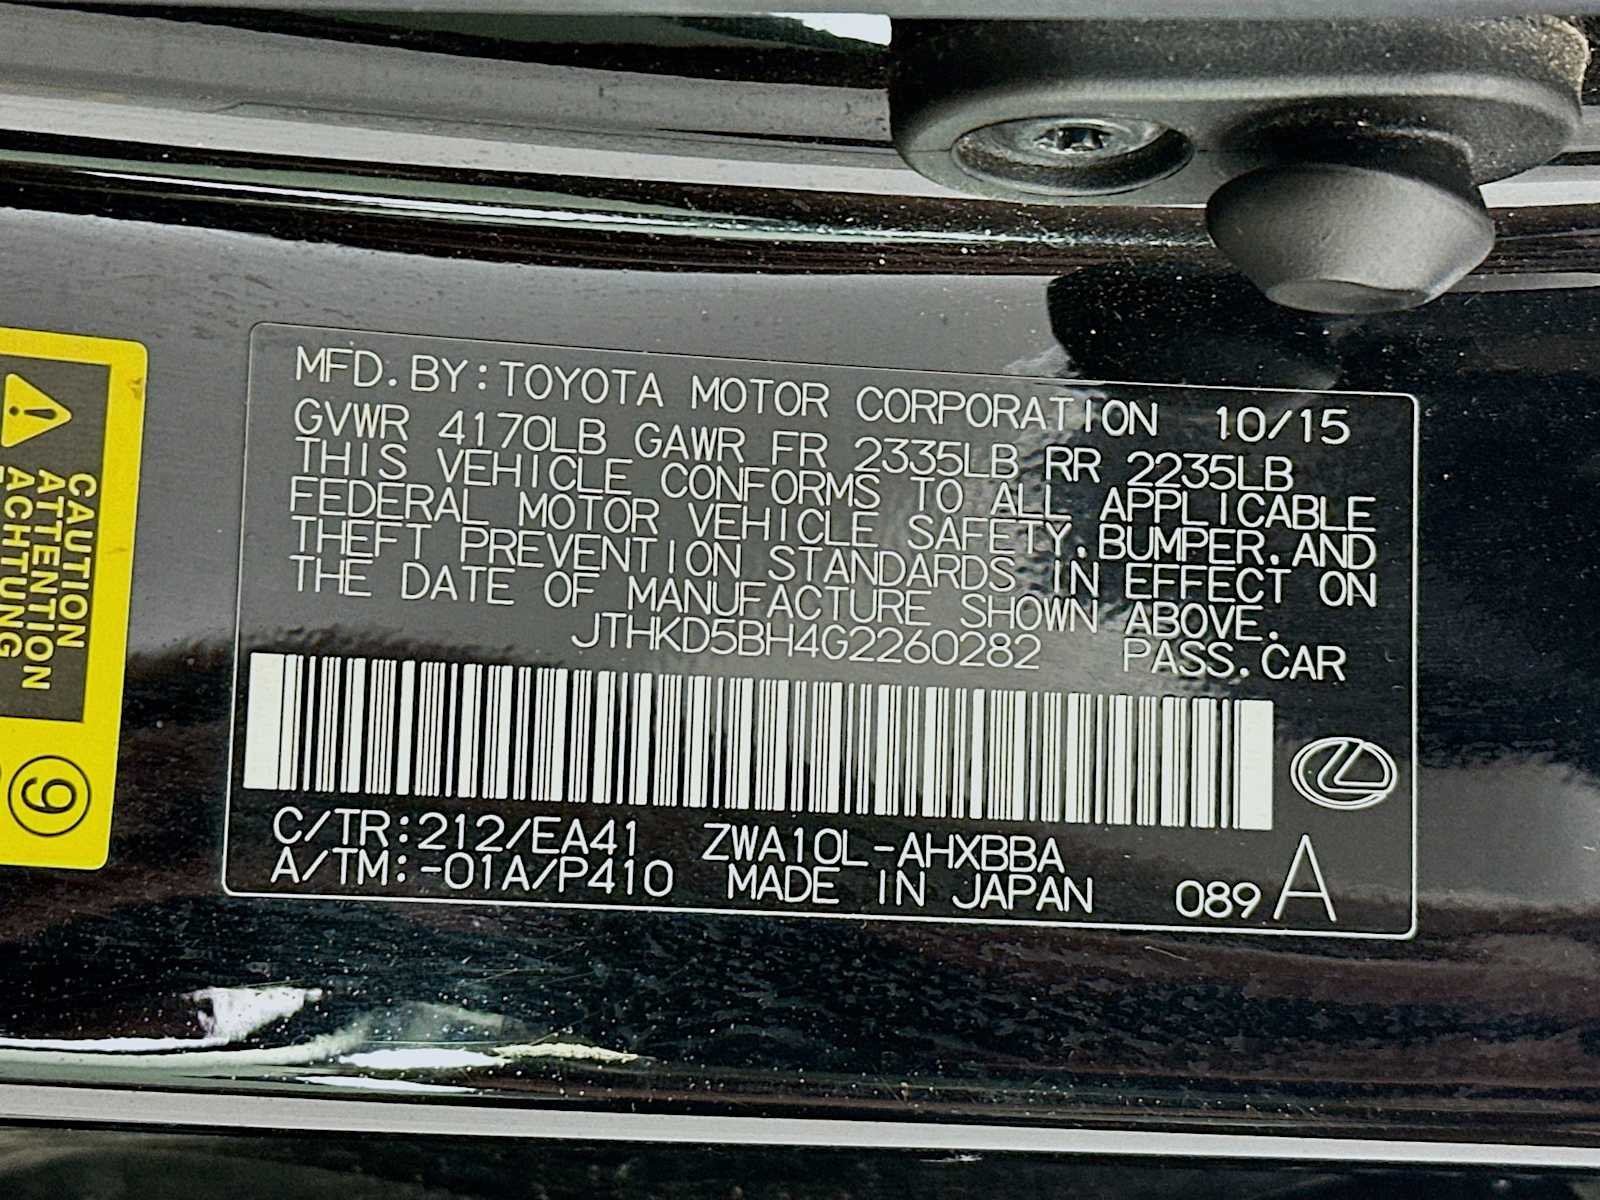 MFD. BY: TOYOTA MOTOR CORPORATION 10/15
GVWR 4170LB GAWR FR 2335LB RR 2235LB
THIS VEHICLE CONFORMS TO ALL APPLICABLE
FEDERAL MOTOR VEHICLE SAFETY, BUMPER, AND
THEFT PREVENTION STANDARDS IN EFFECT ON
THE DATE OF MANUFACTURE SHOWN ABOVE.
JTHKD5BH4G2260282 PASS. CAR
C/TR:212/EA41 ZWA10L-AHXBBA
A/TM:-01A/P410 MADE IN JAPAN 089 A
CAUTION
ATTENTION
ACHTUNG
9